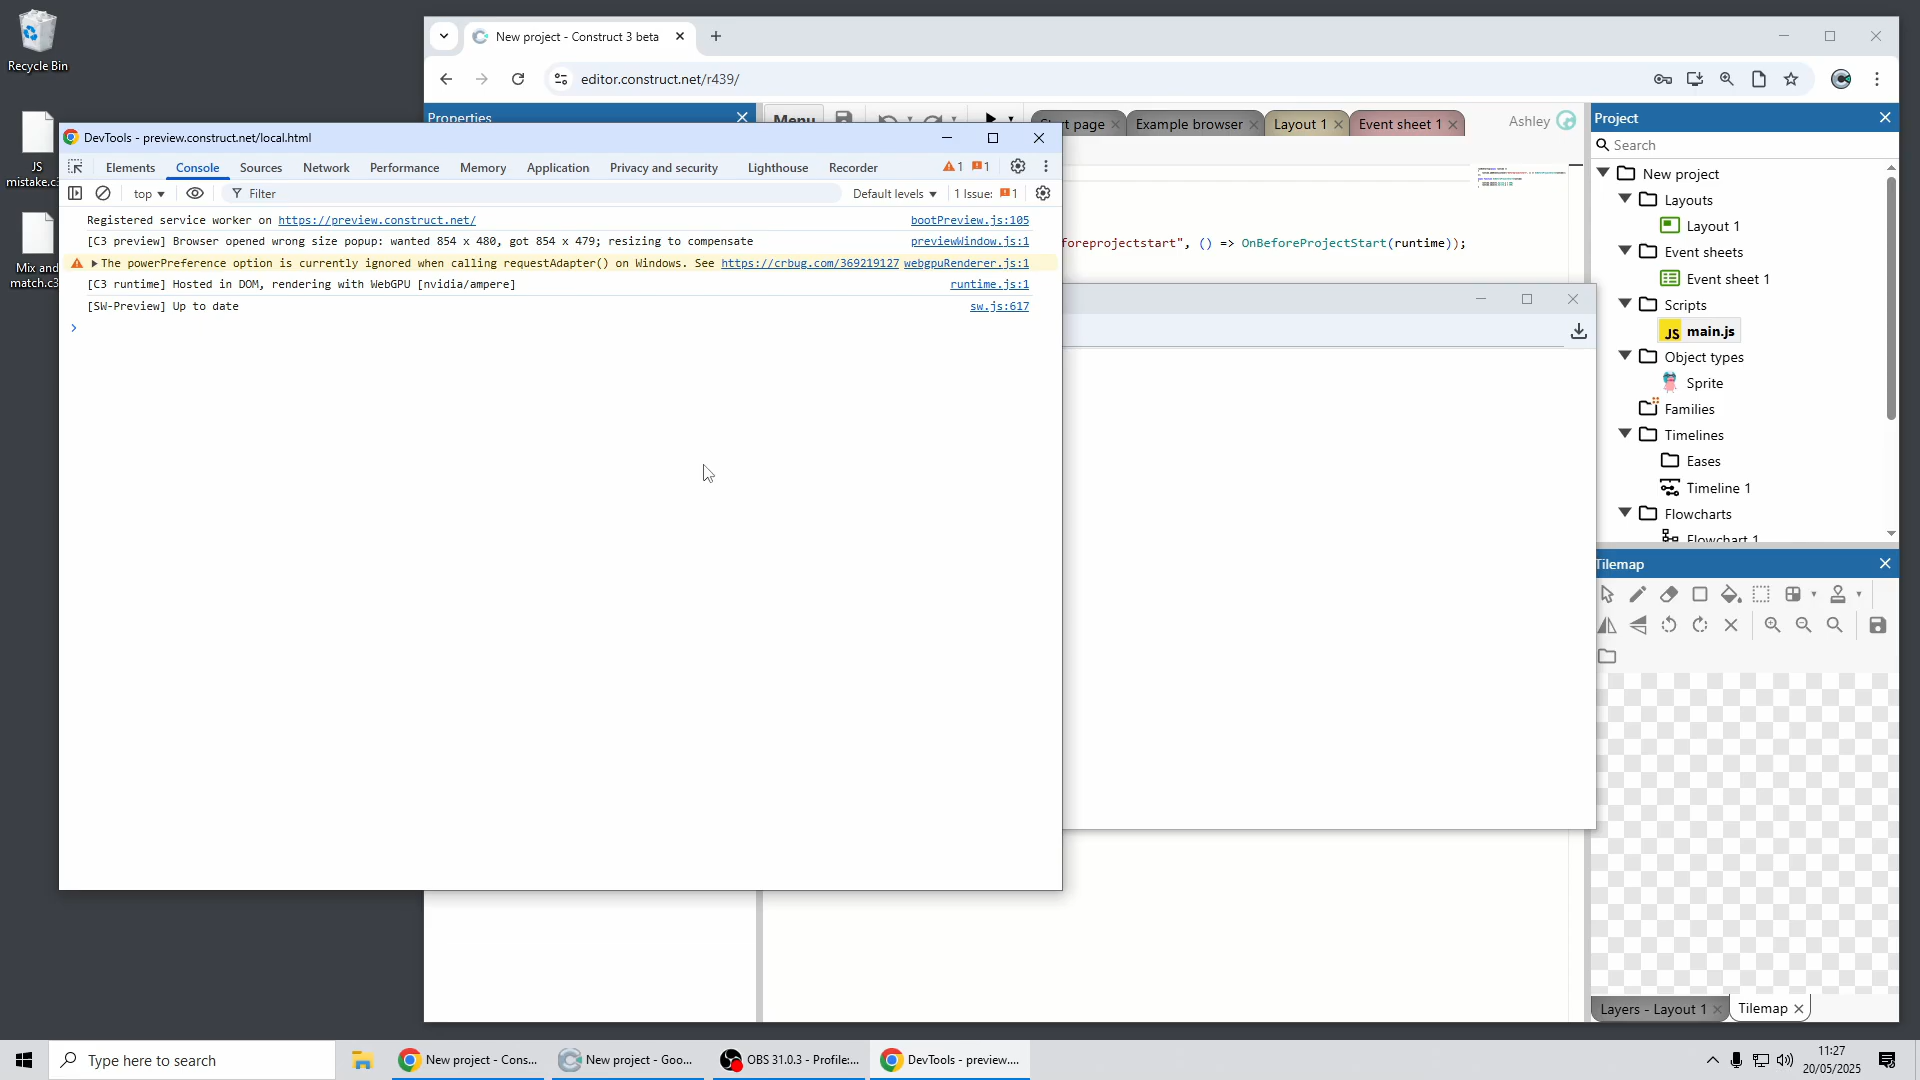 Recycle Bin
JS
mistake.c3
Mix and
match.c3
New project - Construct 3 beta
editor.construct.net/r439/
Properties
Menu
t page
Example browser
Layout 1
Event sheet 1
Ashley
DevTools - preview.construct.net/local.html
Elements
Console
Sources
Network
Performance
Memory
Application
Privacy and security
Lighthouse
Recorder
1
1
top
Filter
Default levels
1 Issue:
1
Registered service worker on https://preview.construct.net/ bootPreview.js:105
[C3 preview] Browser opened wrong size popup: wanted 854 x 480, got 854 x 479; resizing to compensate previewWindow.js:1
The powerPreference option is currently ignored when calling requestAdapter() on Windows. See https://crbug.com/369219127 webgpuRenderer.js:1
[C3 runtime] Hosted in DOM, rendering with WebGPU [nvidia/ampere] runtime.js:1
[SW-Preview] Up to date sw.js:617
>
foreprojectstart", () => OnBeforeProjectStart(runtime));
Project
Search
New project
Layouts
Layout 1
Event sheets
Event sheet 1
Scripts
JS main.js
Object types
Sprite
Families
Timelines
Eases
Timeline 1
Flowcharts
Flowchart 1
Tilemap
Layers - Layout 1
Tilemap
Type here to search
New project - Cons...
New project - Goo...
OBS 31.0.3 - Profile:...
DevTools - preview....
11:27
20/05/2025